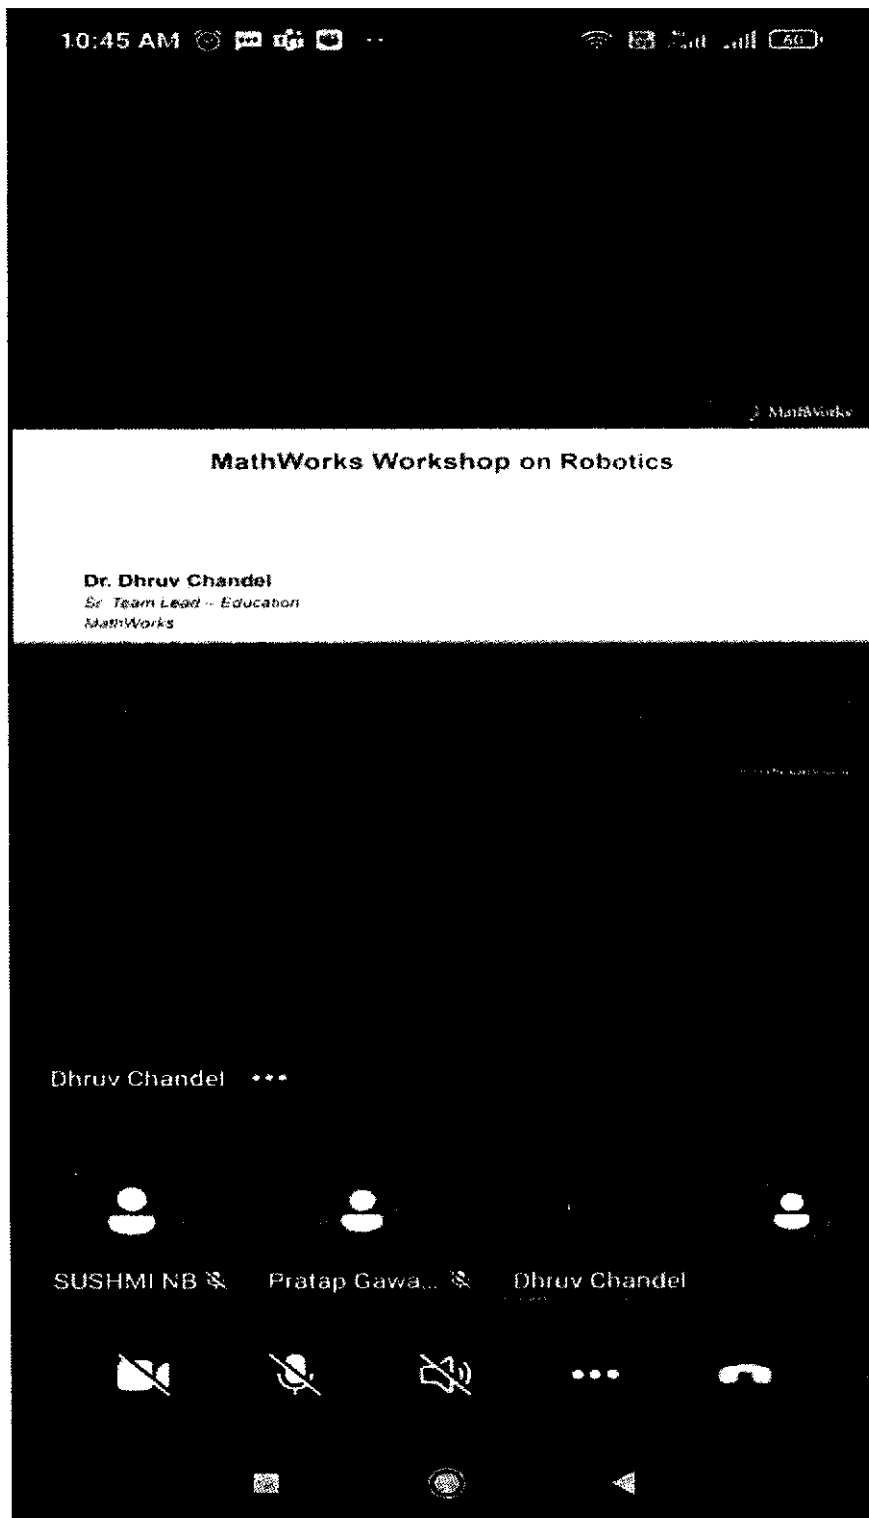 10:45 AM
60
MathWorks
MathWorks Workshop on Robotics
Dr. Dhruv Chandel
Sr Team Lead – Education
MathWorks
Dhruv Chandel
SUSHMI NB
Pratap Gawa...
Dhruv Chandel